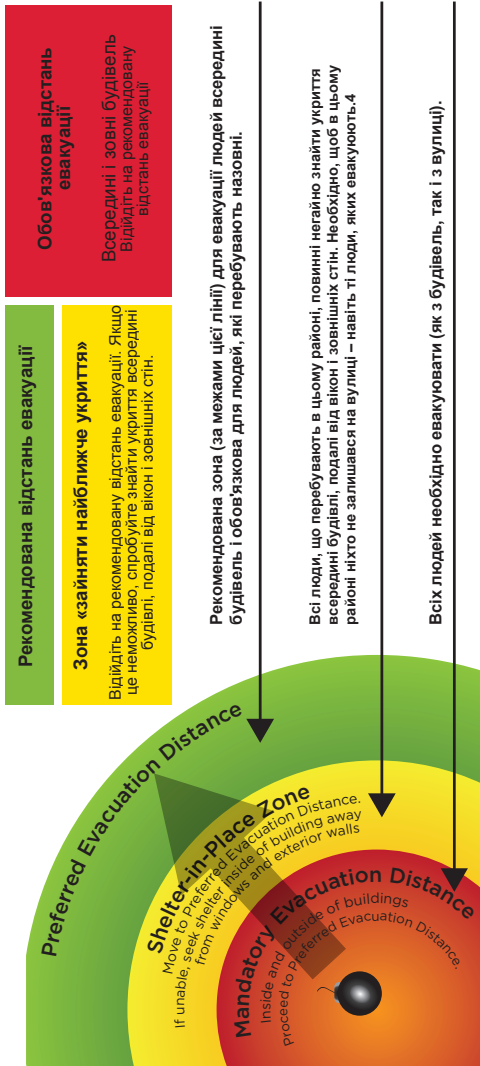 Рекомендована відстань евакуації
Обов'язкова відстань
евакуації
Всередині і зовні будівель
Відійдіть на рекомендовану
відстань евакуації
Зона «зайняти найближче укриття»
Відійдіть на рекомендовану відстань евакуації. Якщо
це неможливо, спробуйте знайти укриття всередині
будівлі, подалі від вікон і зовнішніх стін.
Рекомендована зона (за межами цієї лінії) для евакуації людей всередині
будівель і обов'язкова для людей, які перебувають назовні.
Всі люди, що перебувають в цьому районі, повинні негайно знайти укриття
всередині будівлі, подалі від вікон і зовнішніх стін. Необхідно, щоб в цьому
районі ніхто не залишався на вулиці – навіть ті люди, яких евакуюють.4
Всіх людей необхідно евакуювати (як з будівель, так і з вулиці).
Preferred Evacuation Distance
Shelter-in-Place Zone
Move to Preferred Evacuation Distance.
If unable, seek shelter inside of building away
from windows and exterior walls
Mandatory Evacuation Distance
Inside and outside of buildings
Proceed to Preferred Evacuation Distance.